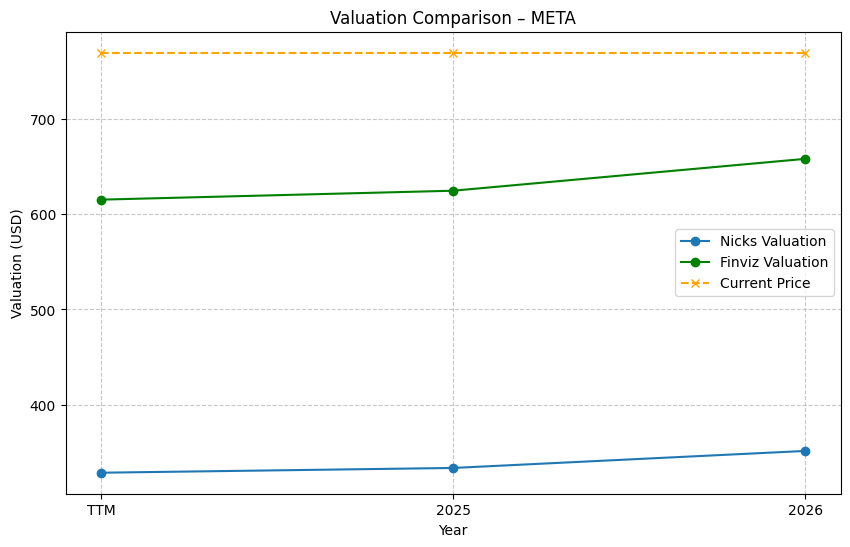 Valuation Comparison – META
700
600
500
400
Valuation (USD)
Nicks Valuation
Finviz Valuation
Current Price
TTM 2025 2026
Year